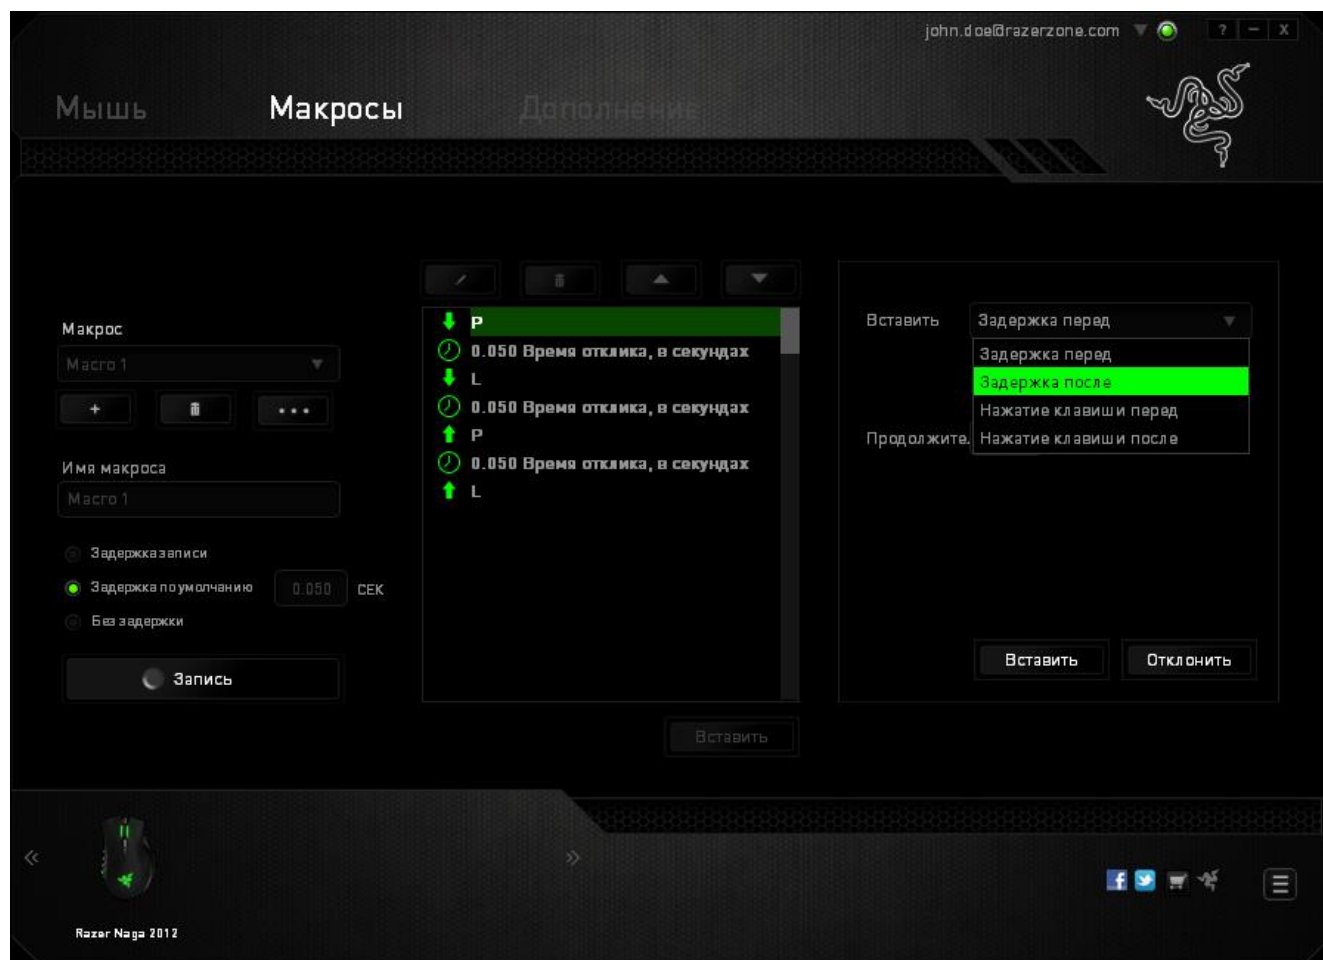 john.doe@razerzone.com
? – X
Мышь
Макросы
Дополнение
Макрос
Macro 1
+
Имя макроса
Macro 1
Задержка записи
Задержка по умолчанию 0.050 СЕК
Без задержки
Запись
P
0.050 Время отклика, в секундах
L
0.050 Время отклика, в секундах
P
0.050 Время отклика, в секундах
L
Вставить
Вставить Задержка перед
Задержка перед
Задержка после
Нажатие клавиши перед
Продолжите. Нажатие клавиши после
Вставить
Отклонить
Razer Naga 2012